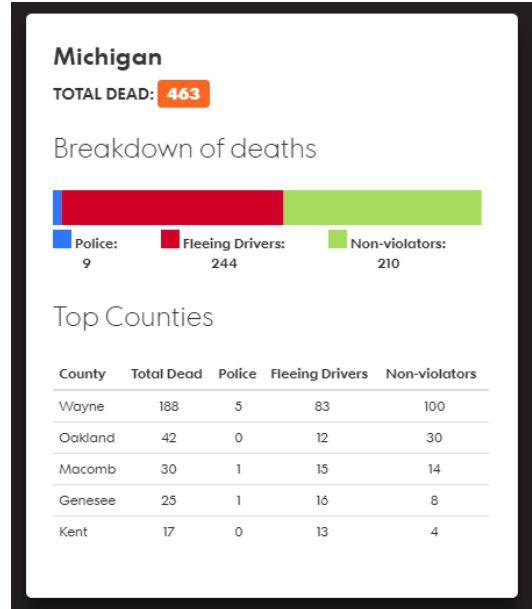 Michigan
TOTAL DEAD: 463
Breakdown of deaths
Police: Fleeing Drivers: Non-violators:
9 244 210
Top Counties
County Total Dead Police Fleeing Drivers Non-violators
Wayne 188 5 83 100
Oakland 42 0 12 30
Macomb 30 1 15 14
Genesee 25 1 16 8
Kent 17 0 13 4